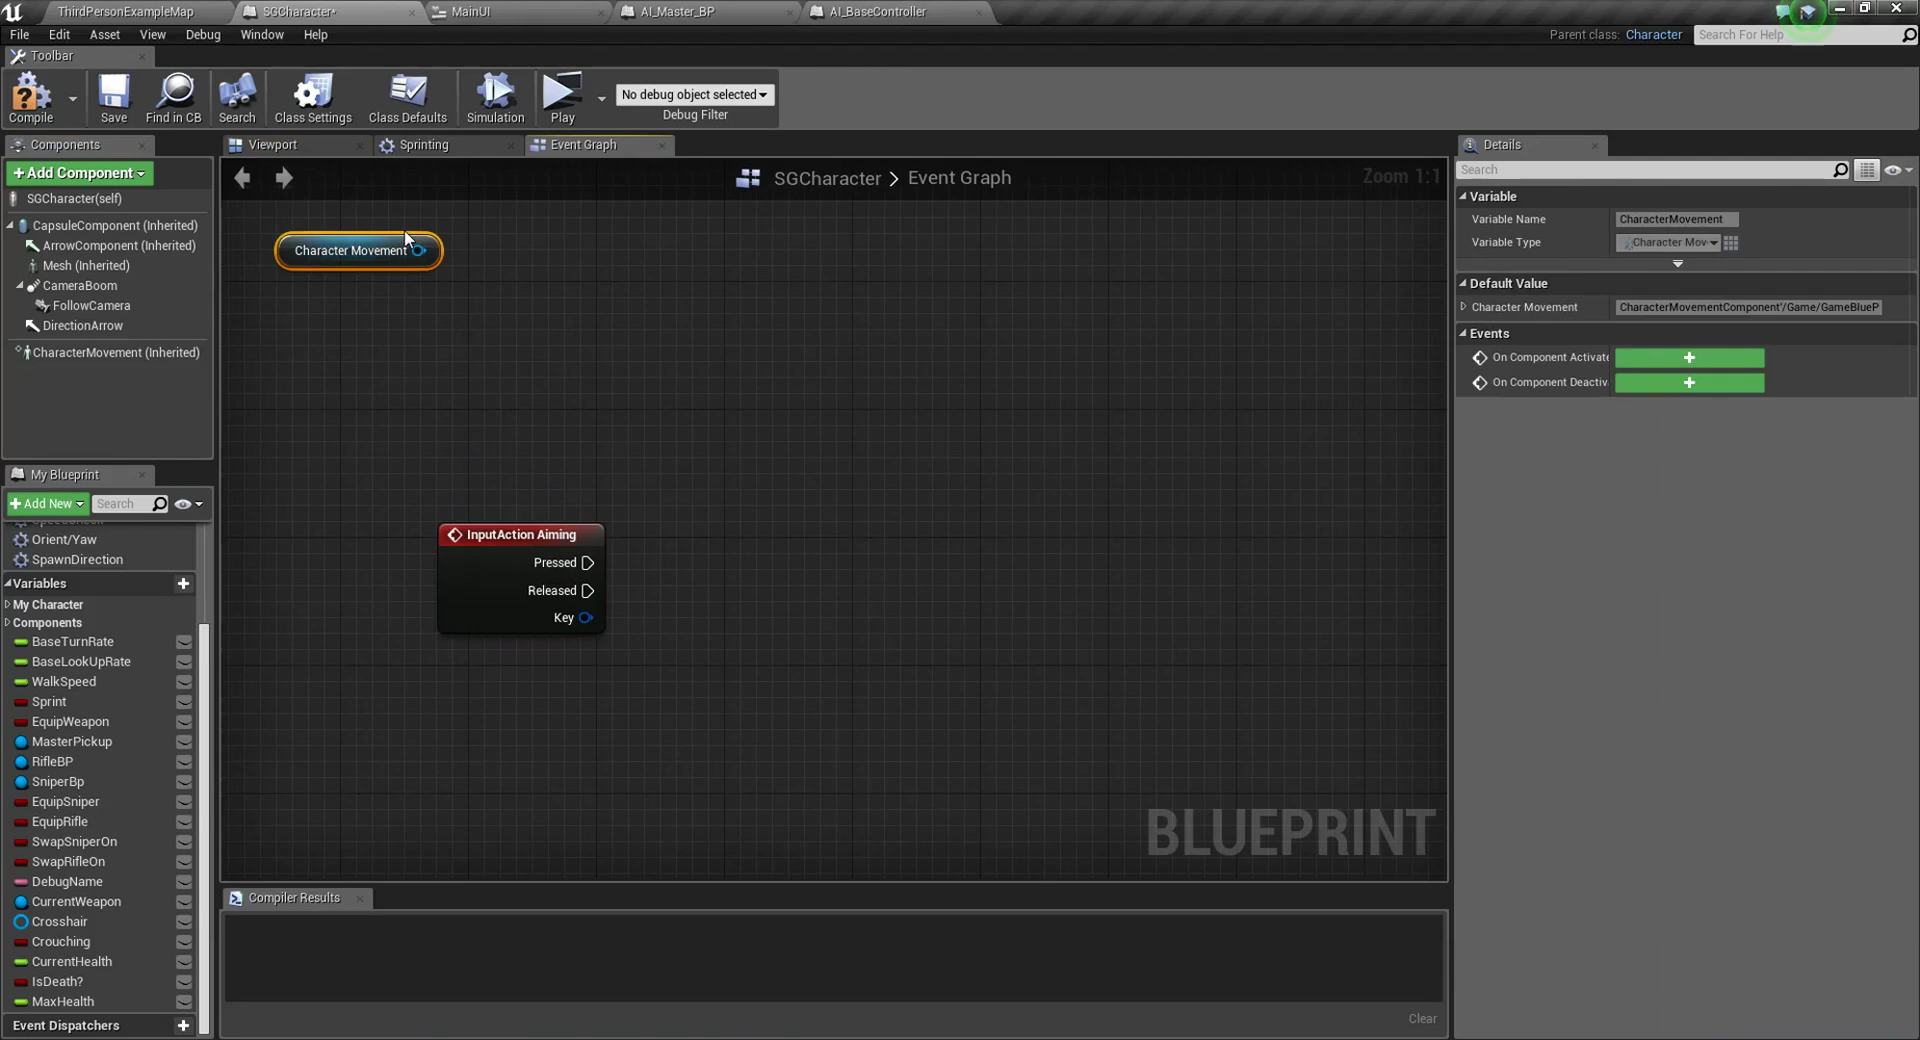 ThirdPersonExampleMap
SGCharacter*
MainUI
AI_Master_BP
AI_BaseController
File Edit Asset View Debug Window Help
Parent class: Character
Search For Help
Toolbar
Compile
Save
Find in CB
Search
Class Settings
Class Defaults
Simulation
Play
No debug object selected
Debug Filter
Components
+Add Component
SGCharacter(self)
CapsuleComponent (Inherited)
ArrowComponent (Inherited)
Mesh (Inherited)
CameraBoom
FollowCamera
DirectionArrow
CharacterMovement (Inherited)
My Blueprint
+Add New
Search
Orient/Yaw
SpawnDirection
Variables
My Character
Components
BaseTurnRate
BaseLookUpRate
WalkSpeed
Sprint
EquipWeapon
MasterPickup
RifleBP
SniperBp
EquipSniper
EquipRifle
SwapSniperOn
SwapRifleOn
DebugName
CurrentWeapon
Crosshair
Crouching
CurrentHealth
IsDeath?
MaxHealth
Event Dispatchers
Viewport
Sprinting
Event Graph
SGCharacter > Event Graph
Zoom 1:1
Character Movement
InputAction Aiming
Pressed
Released
Key
BLUEPRINT
Compiler Results
Clear
Details
Search
Variable
Variable Name CharacterMovement
Variable Type Character Mov
Default Value
Character Movement CharacterMovementComponent'/Game/GameBlueP
Events
On Component Activate
On Component Deactiv